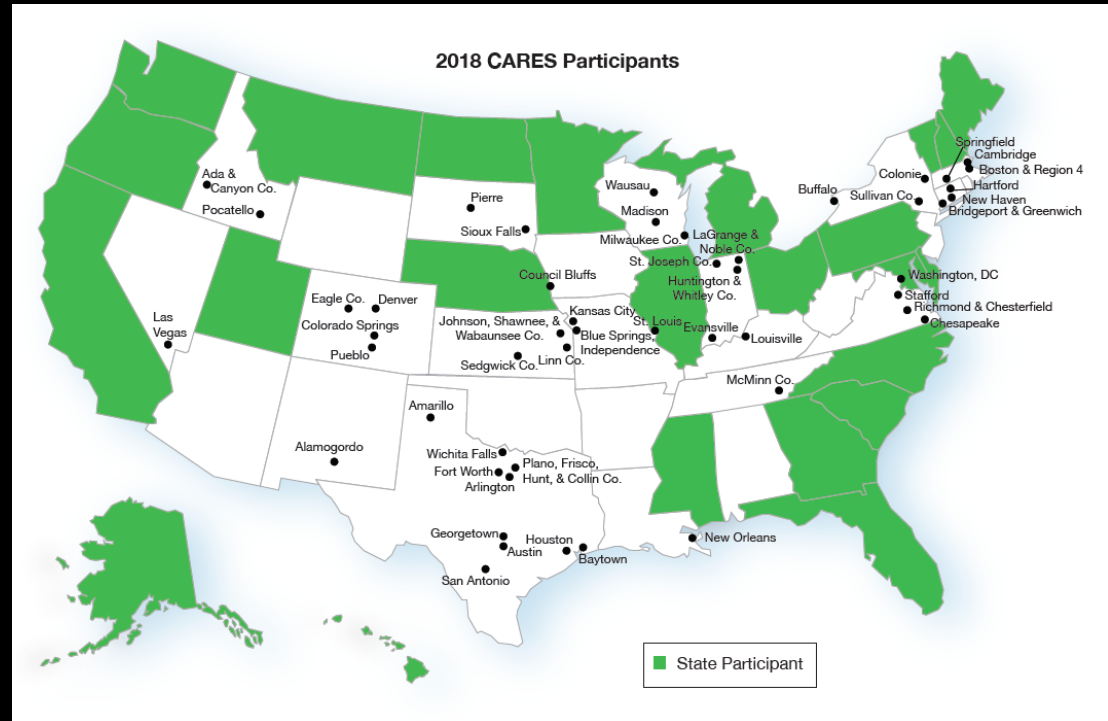 2018 CARES Participants
Springfield
Cambridge
Boston & Region 4
Colonie
Hartford
Buffalo
Sullivan Co.
New Haven
Bridgeport & Greenwich
Ada &
Canyon Co.
Pocatello
Pierre
Sioux Falls
Wausau
Madison
Milwaukee Co.
LaGrange &
Noble Co.
St. Joseph Co.
Huntington &
Whitley Co.
Council Bluffs
Washington, DC
Stafford
Richmond & Chesterfield
Chesapeake
Eagle Co.
Denver
Colorado Springs
Pueblo
Las
Vegas
Johnson, Shawnee, &
Wabaunsee Co.
Kansas City
Blue Springs,
Independence
St. Louis
Evansville
Louisville
Sedgwick Co.
Linn Co.
McMinn Co.
Amarillo
Alamogordo
Wichita Falls
Fort Worth
Arlington
Plano, Frisco,
Hunt, & Collin Co.
Georgetown
Austin
Houston
Baytown
San Antonio
New Orleans
State Participant